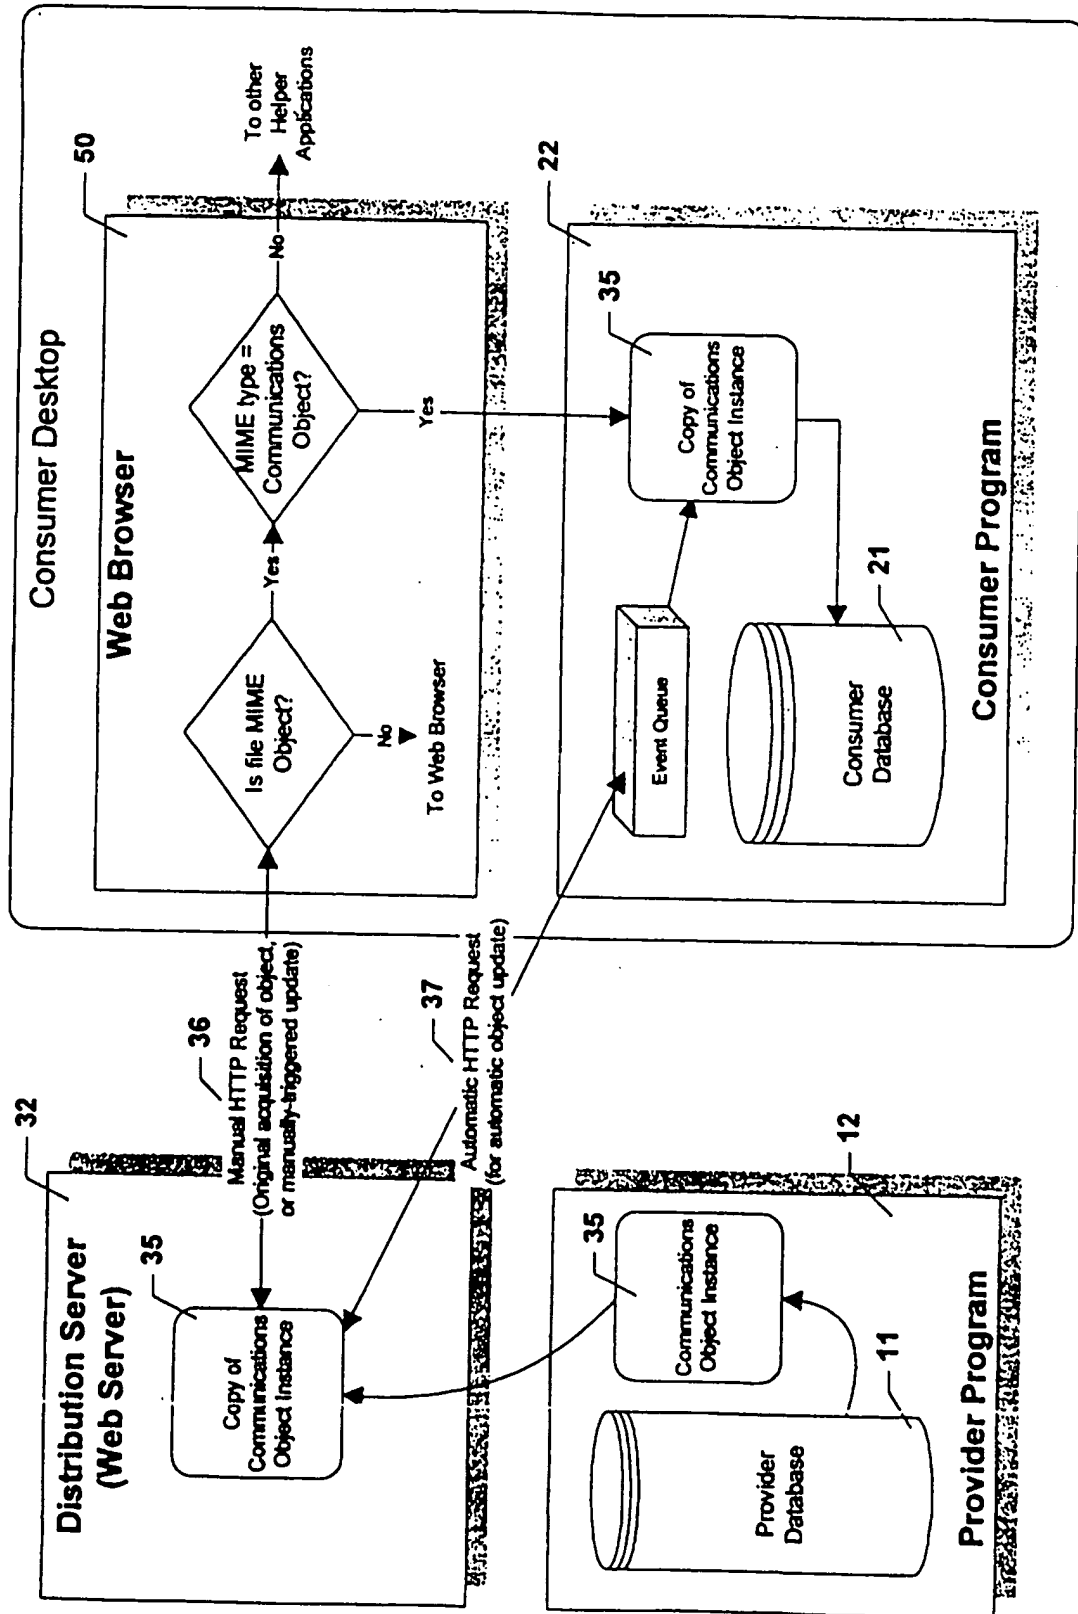 Distribution Server
(Web Server)
32
35
Copy of
Communications
Object Instance
36
Manual HTTP Request
(Original acquisition of object,
or manually-triggered update)
37
Automatic HTTP Request
(for automatic object update)
Provider Program
12
35
Communications
Object Instance
11
Provider
Database
Consumer Desktop
Web Browser
50
Is file MIME
Object?
No
To Web Browser
Yes
MIME type =
Communications
Object?
No
To other
Helper
Applications
Yes
22
35
Copy of
Communications
Object Instance
Event Queue
21
Consumer
Database
Consumer Program